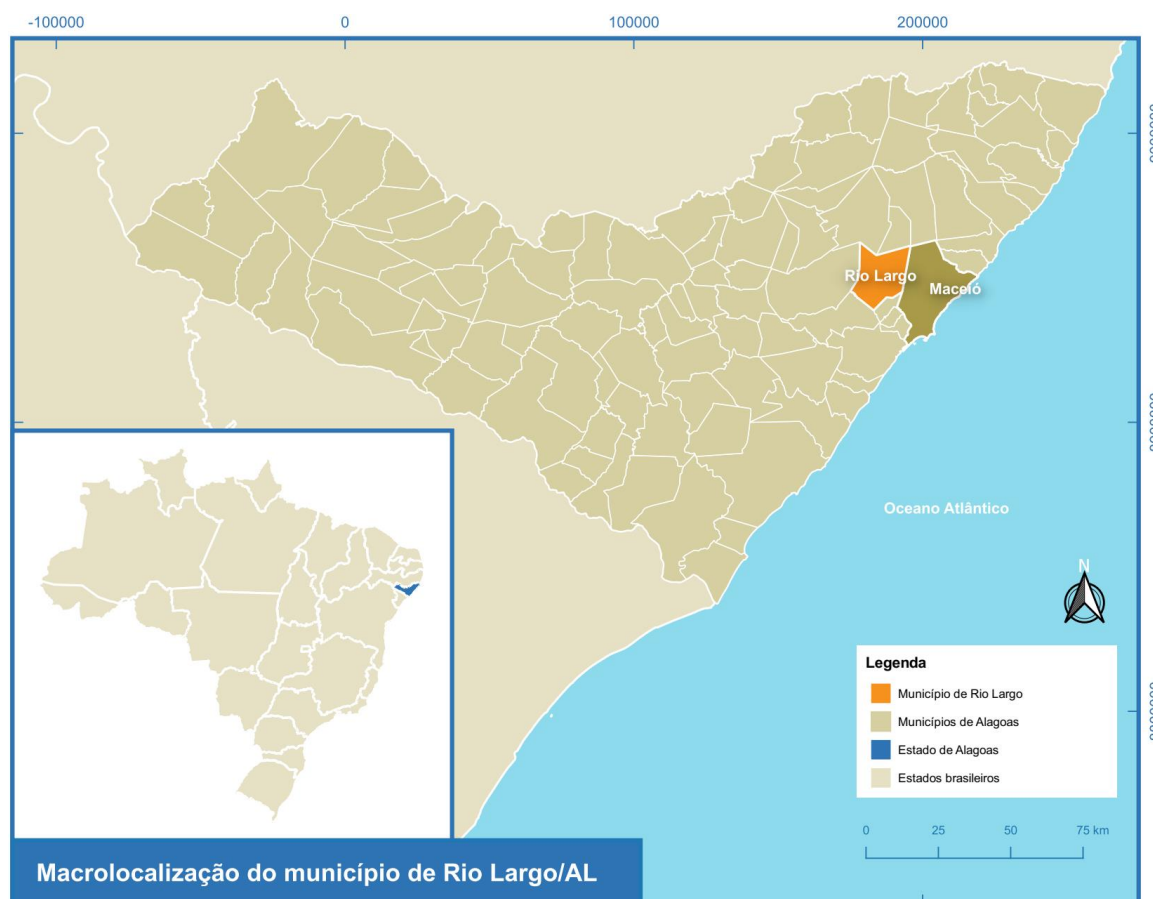 -100000 0 100000 200000
Rio Largo
Maceió
Oceano Atlântico
N
Legenda
Município de Rio Largo
Municípios de Alagoas
Estado de Alagoas
Estados brasileiros
0 25 50 75 km
Macrolocalização do município de Rio Largo/AL